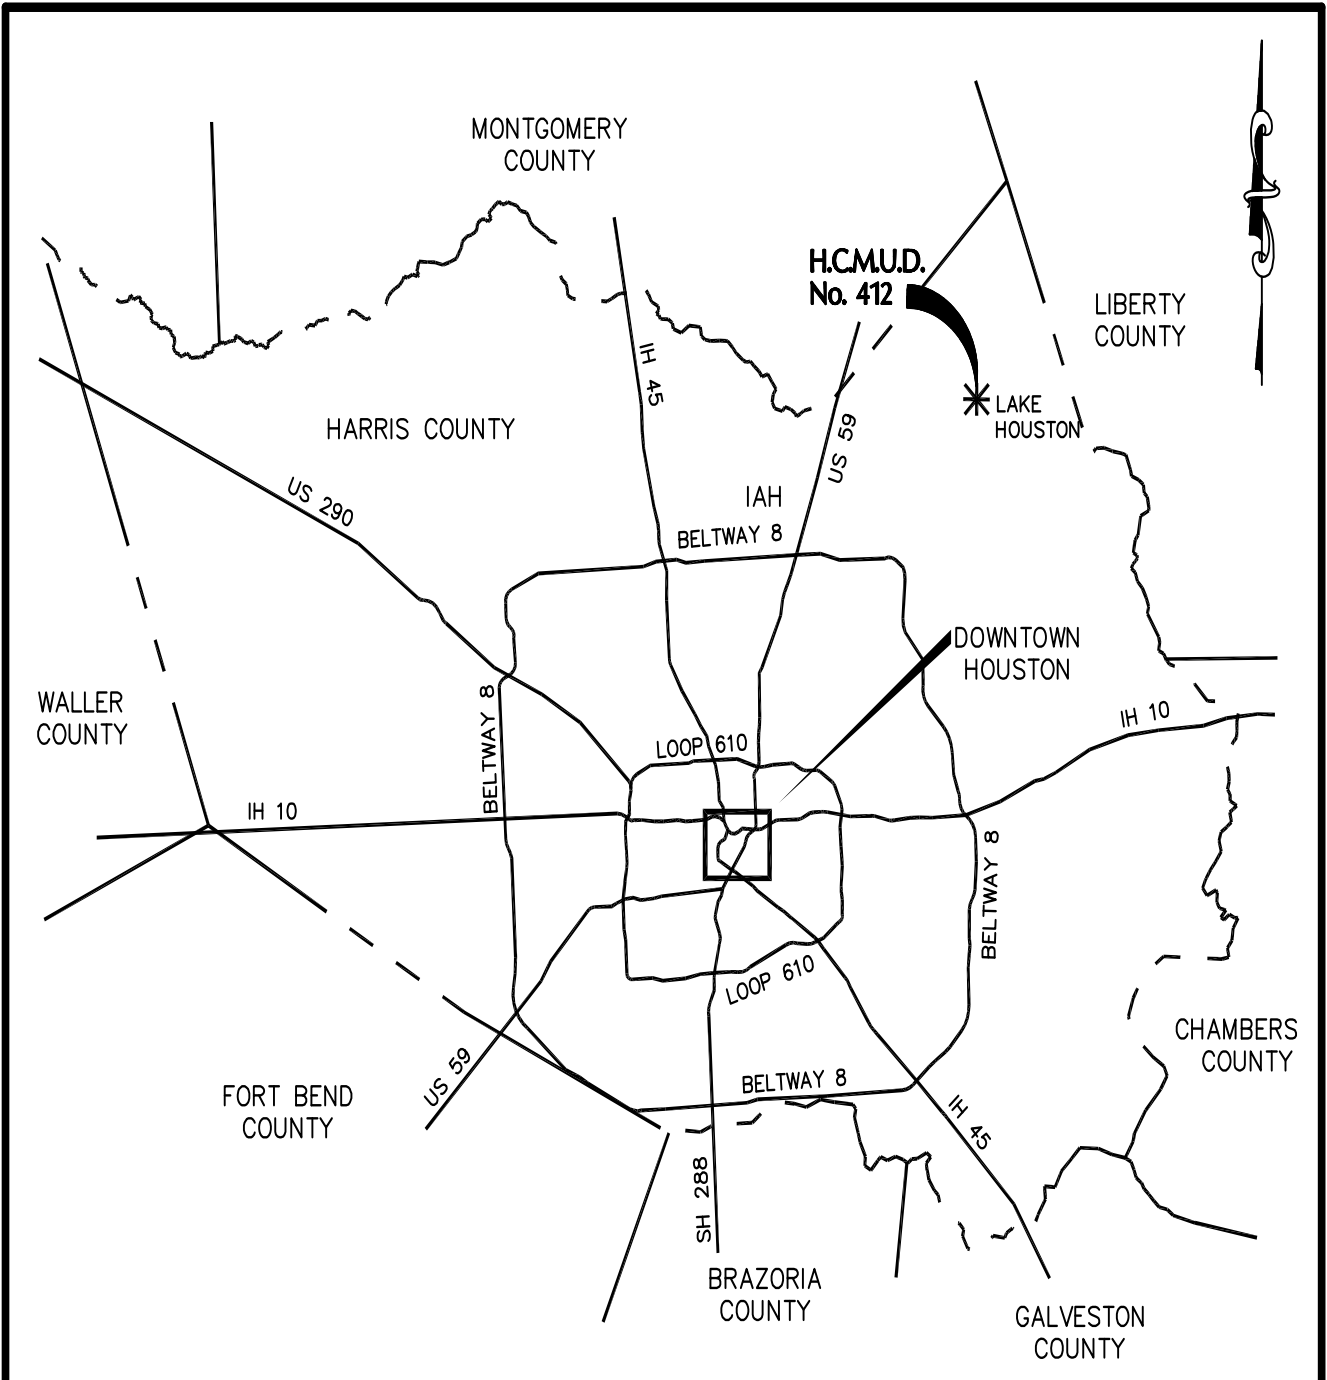 MONTGOMERY
COUNTY
H.C.M.U.D.
No. 412
LIBERTY
COUNTY
IH 45
LAKE
HOUSTON
HARRIS COUNTY
US 59
US 290
IAH
BELTWAY 8
DOWNTOWN
HOUSTON
WALLER
COUNTY
BELTWAY 8
IH 10
LOOP 610
IH 10
BELTWAY 8
LOOP 610
CHAMBERS
COUNTY
US 59
BELTWAY 8
FORT BEND
COUNTY
IH 45
SH 288
BRAZORIA
COUNTY
GALVESTON
COUNTY